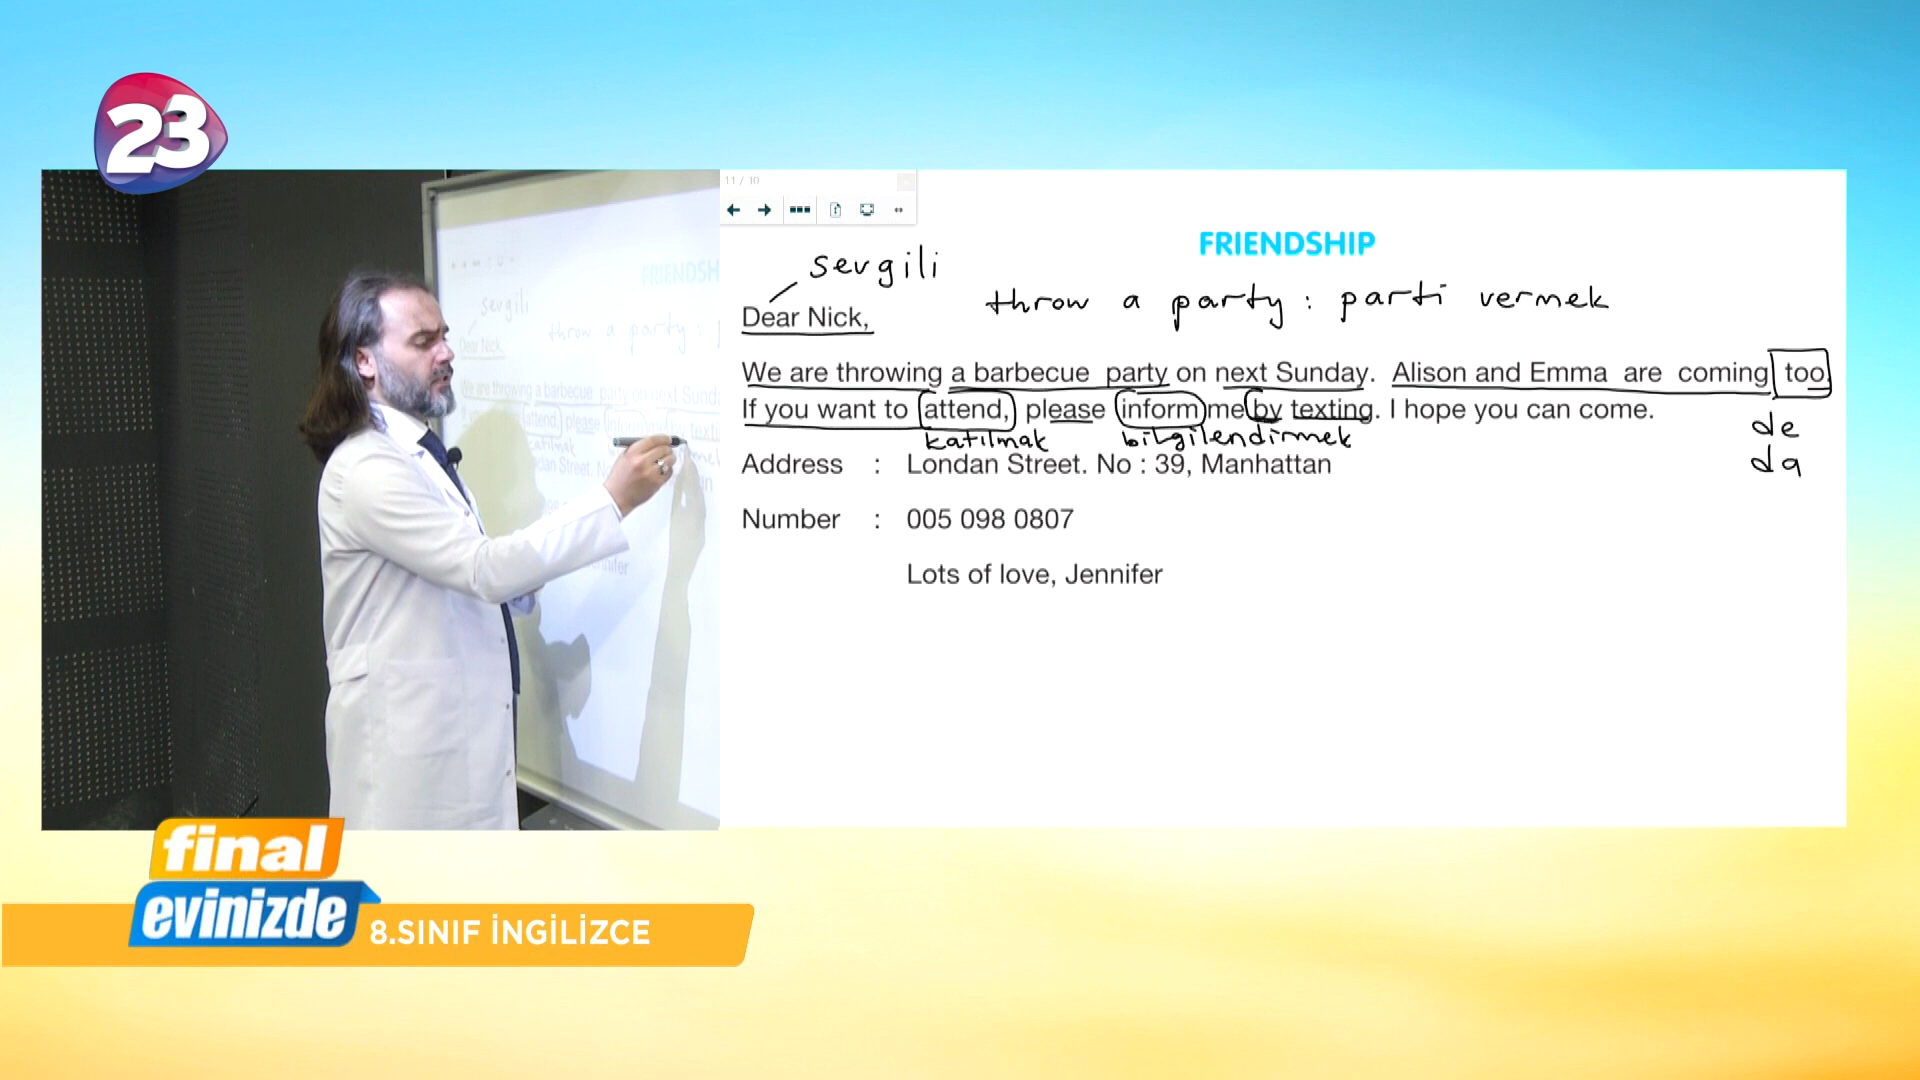 23
11 / 10
FRIENDSHIP
sevgili
throw a party : parti vermek
Dear Nick,
We are throwing a barbecue party on next Sunday. Alison and Emma are coming too
If you want to attend, please inform me by texting. I hope you can come.
katılmak bilgilendirmek
de
da
Address : Londan Street. No : 39, Manhattan
Number : 005 098 0807
Lots of love, Jennifer
final
evinizde
8.SINIF İNGİLİZCE